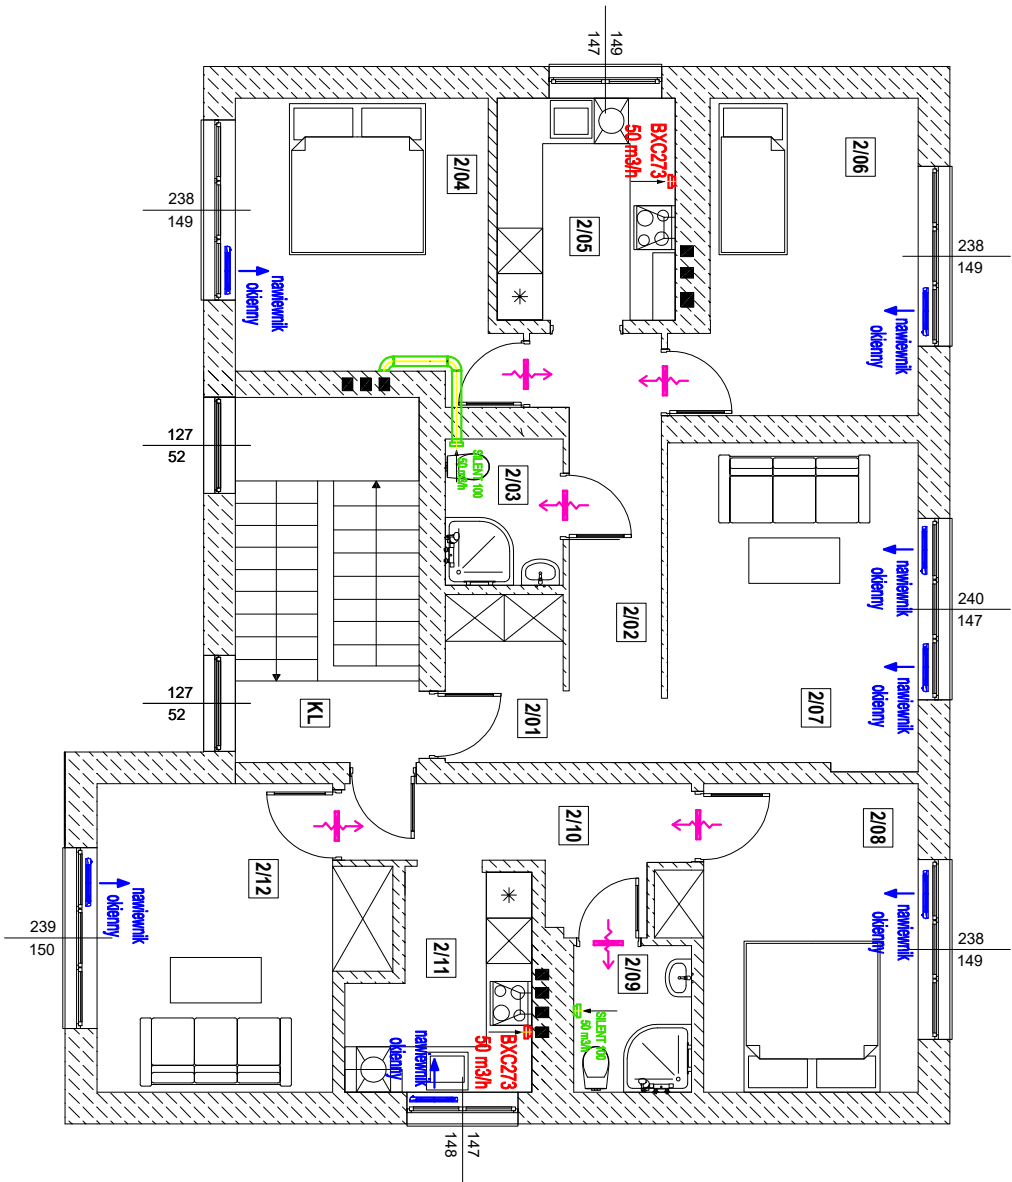 147
149
BXC273
50 m3/h
2/06
2/04
2/05
238
149
nawiewnik
okienny
238
149
nawiewnik
okienny
127
52
SILENT 100
50 m3/h
2/03
nawiewnik
okienny
240
147
nawiewnik
okienny
2/02
2/07
2/01
KL
127
52
2/10
2/08
2/12
nawiewnik
okienny
239
150
nawiewnik
okienny
238
149
2/11
2/09
SILENT 100
50 m3/h
BXC273
50 m3/h
nawiewnik
okienny
147
148